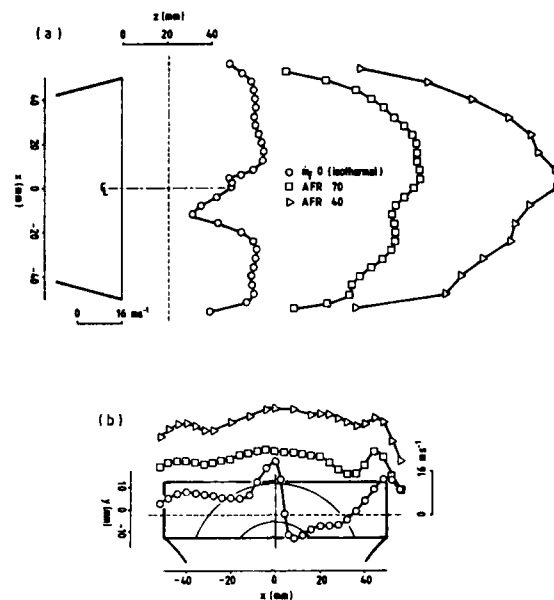 (a)
z (mm)
0 20 40
40
20
0
-20
-40
x (mm)
℄
○ ṁf 0 (isothermal)
□ AFR 70
▷ AFR 40
0 16 ms⁻¹
(b)
10
0
-10
y (mm)
16 ms⁻¹
0
-40 -20 0 20 40
x (mm)